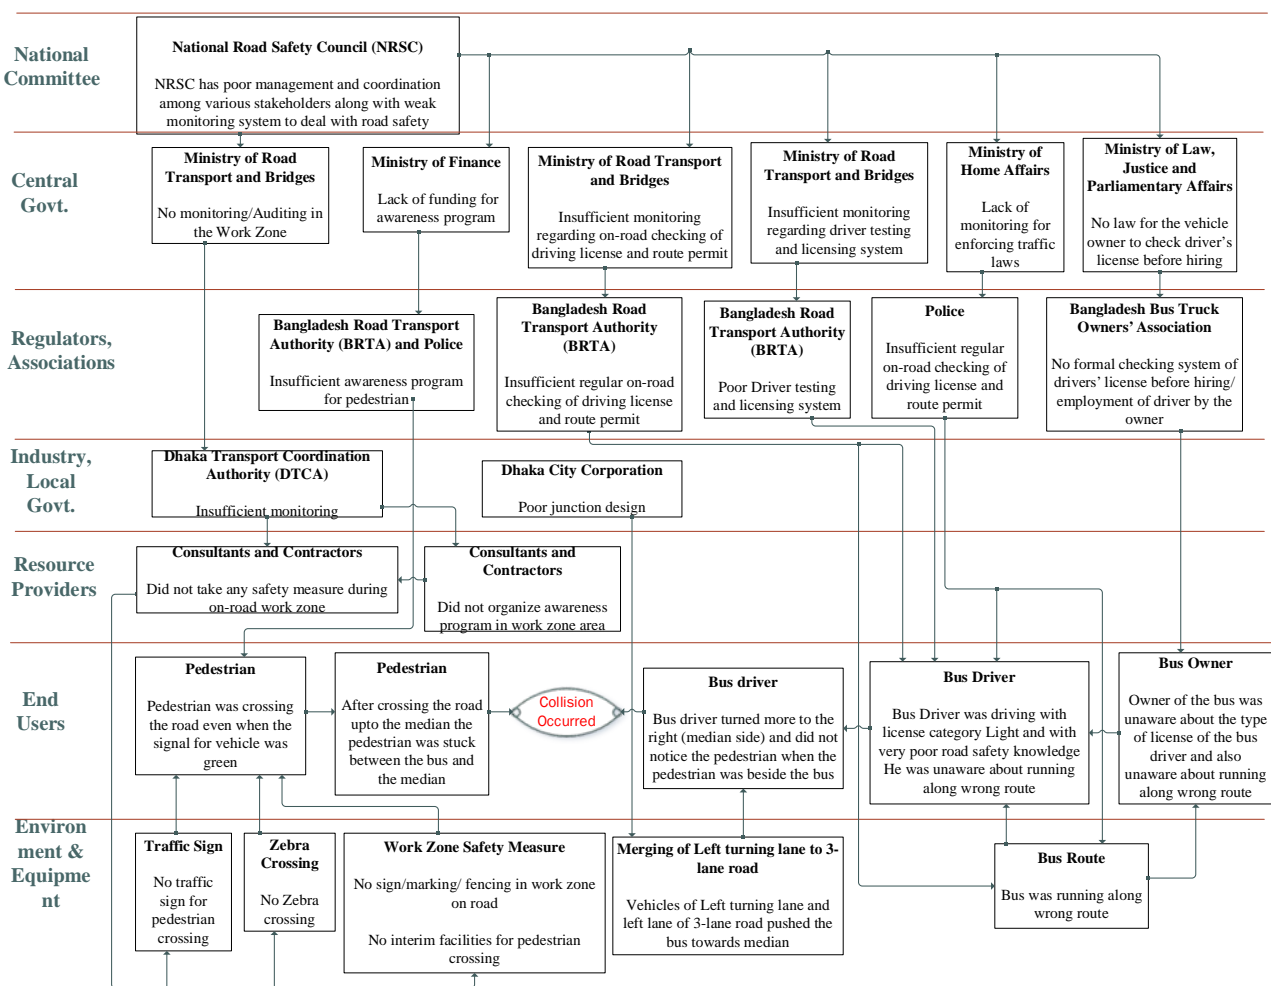 National
Committee
National Road Safety Council (NRSC)
NRSC has poor management and coordination
among various stakeholders along with weak
monitoring system to deal with road safety
Central
Govt.
Ministry of Road
Transport and Bridges
No monitoring/Auditing in
the Work Zone
Ministry of Finance
Lack of funding for
awareness program
Ministry of Road Transport
and Bridges
Insufficient monitoring
regarding on-road checking of
driving license and route permit
Ministry of Road
Transport and Bridges
Insufficient monitoring
regarding driver testing
and licensing system
Ministry of
Home Affairs
Lack of
monitoring for
enforcing traffic
laws
Ministry of Law,
Justice and
Parliamentary Affairs
No law for the vehicle
owner to check driver's
license before hiring
Regulators,
Associations
Bangladesh Road Transport
Authority (BRTA) and Police
Insufficient awareness program
for pedestrian
Bangladesh Road
Transport Authority
(BRTA)
Insufficient regular on-road
checking of driving license
and route permit
Bangladesh Road
Transport Authority
(BRTA)
Poor Driver testing
and licensing system
Police
Insufficient regular
on-road checking of
driving license and
route permit
Bangladesh Bus Truck
Owners' Association
No formal checking system of
drivers' license before hiring/
employment of driver by the
owner
Industry,
Local
Govt.
Dhaka Transport Coordination
Authority (DTCA)
Insufficient monitoring
Dhaka City Corporation
Poor junction design
Resource
Providers
Consultants and Contractors
Did not take any safety measure during
on-road work zone
Consultants and
Contractors
Did not organize awareness
program in work zone area
End
Users
Pedestrian
Pedestrian was crossing
the road even when the
signal for vehicle was
green
Pedestrian
After crossing the road
upto the median the
pedestrian was stuck
between the bus and
the median
Collision
Occurred
Bus driver
Bus driver turned more to the
right (median side) and did not
notice the pedestrian when the
pedestrian was beside the bus
Bus Driver
Bus Driver was driving with
license category Light and with
very poor road safety knowledge
He was unaware about running
along wrong route
Bus Owner
Owner of the bus was
unaware about the type
of license of the bus
driver and also
unaware about running
along wrong route
Environ
ment &
Equipme
nt
Traffic Sign
No traffic
sign for
pedestrian
crossing
Zebra
Crossing
No Zebra
crossing
Work Zone Safety Measure
No sign/marking/ fencing in work zone
on road
No interim facilities for pedestrian
crossing
Merging of Left turning lane to 3-
lane road
Vehicles of Left turning lane and
left lane of 3-lane road pushed the
bus towards median
Bus Route
Bus was running along
wrong route